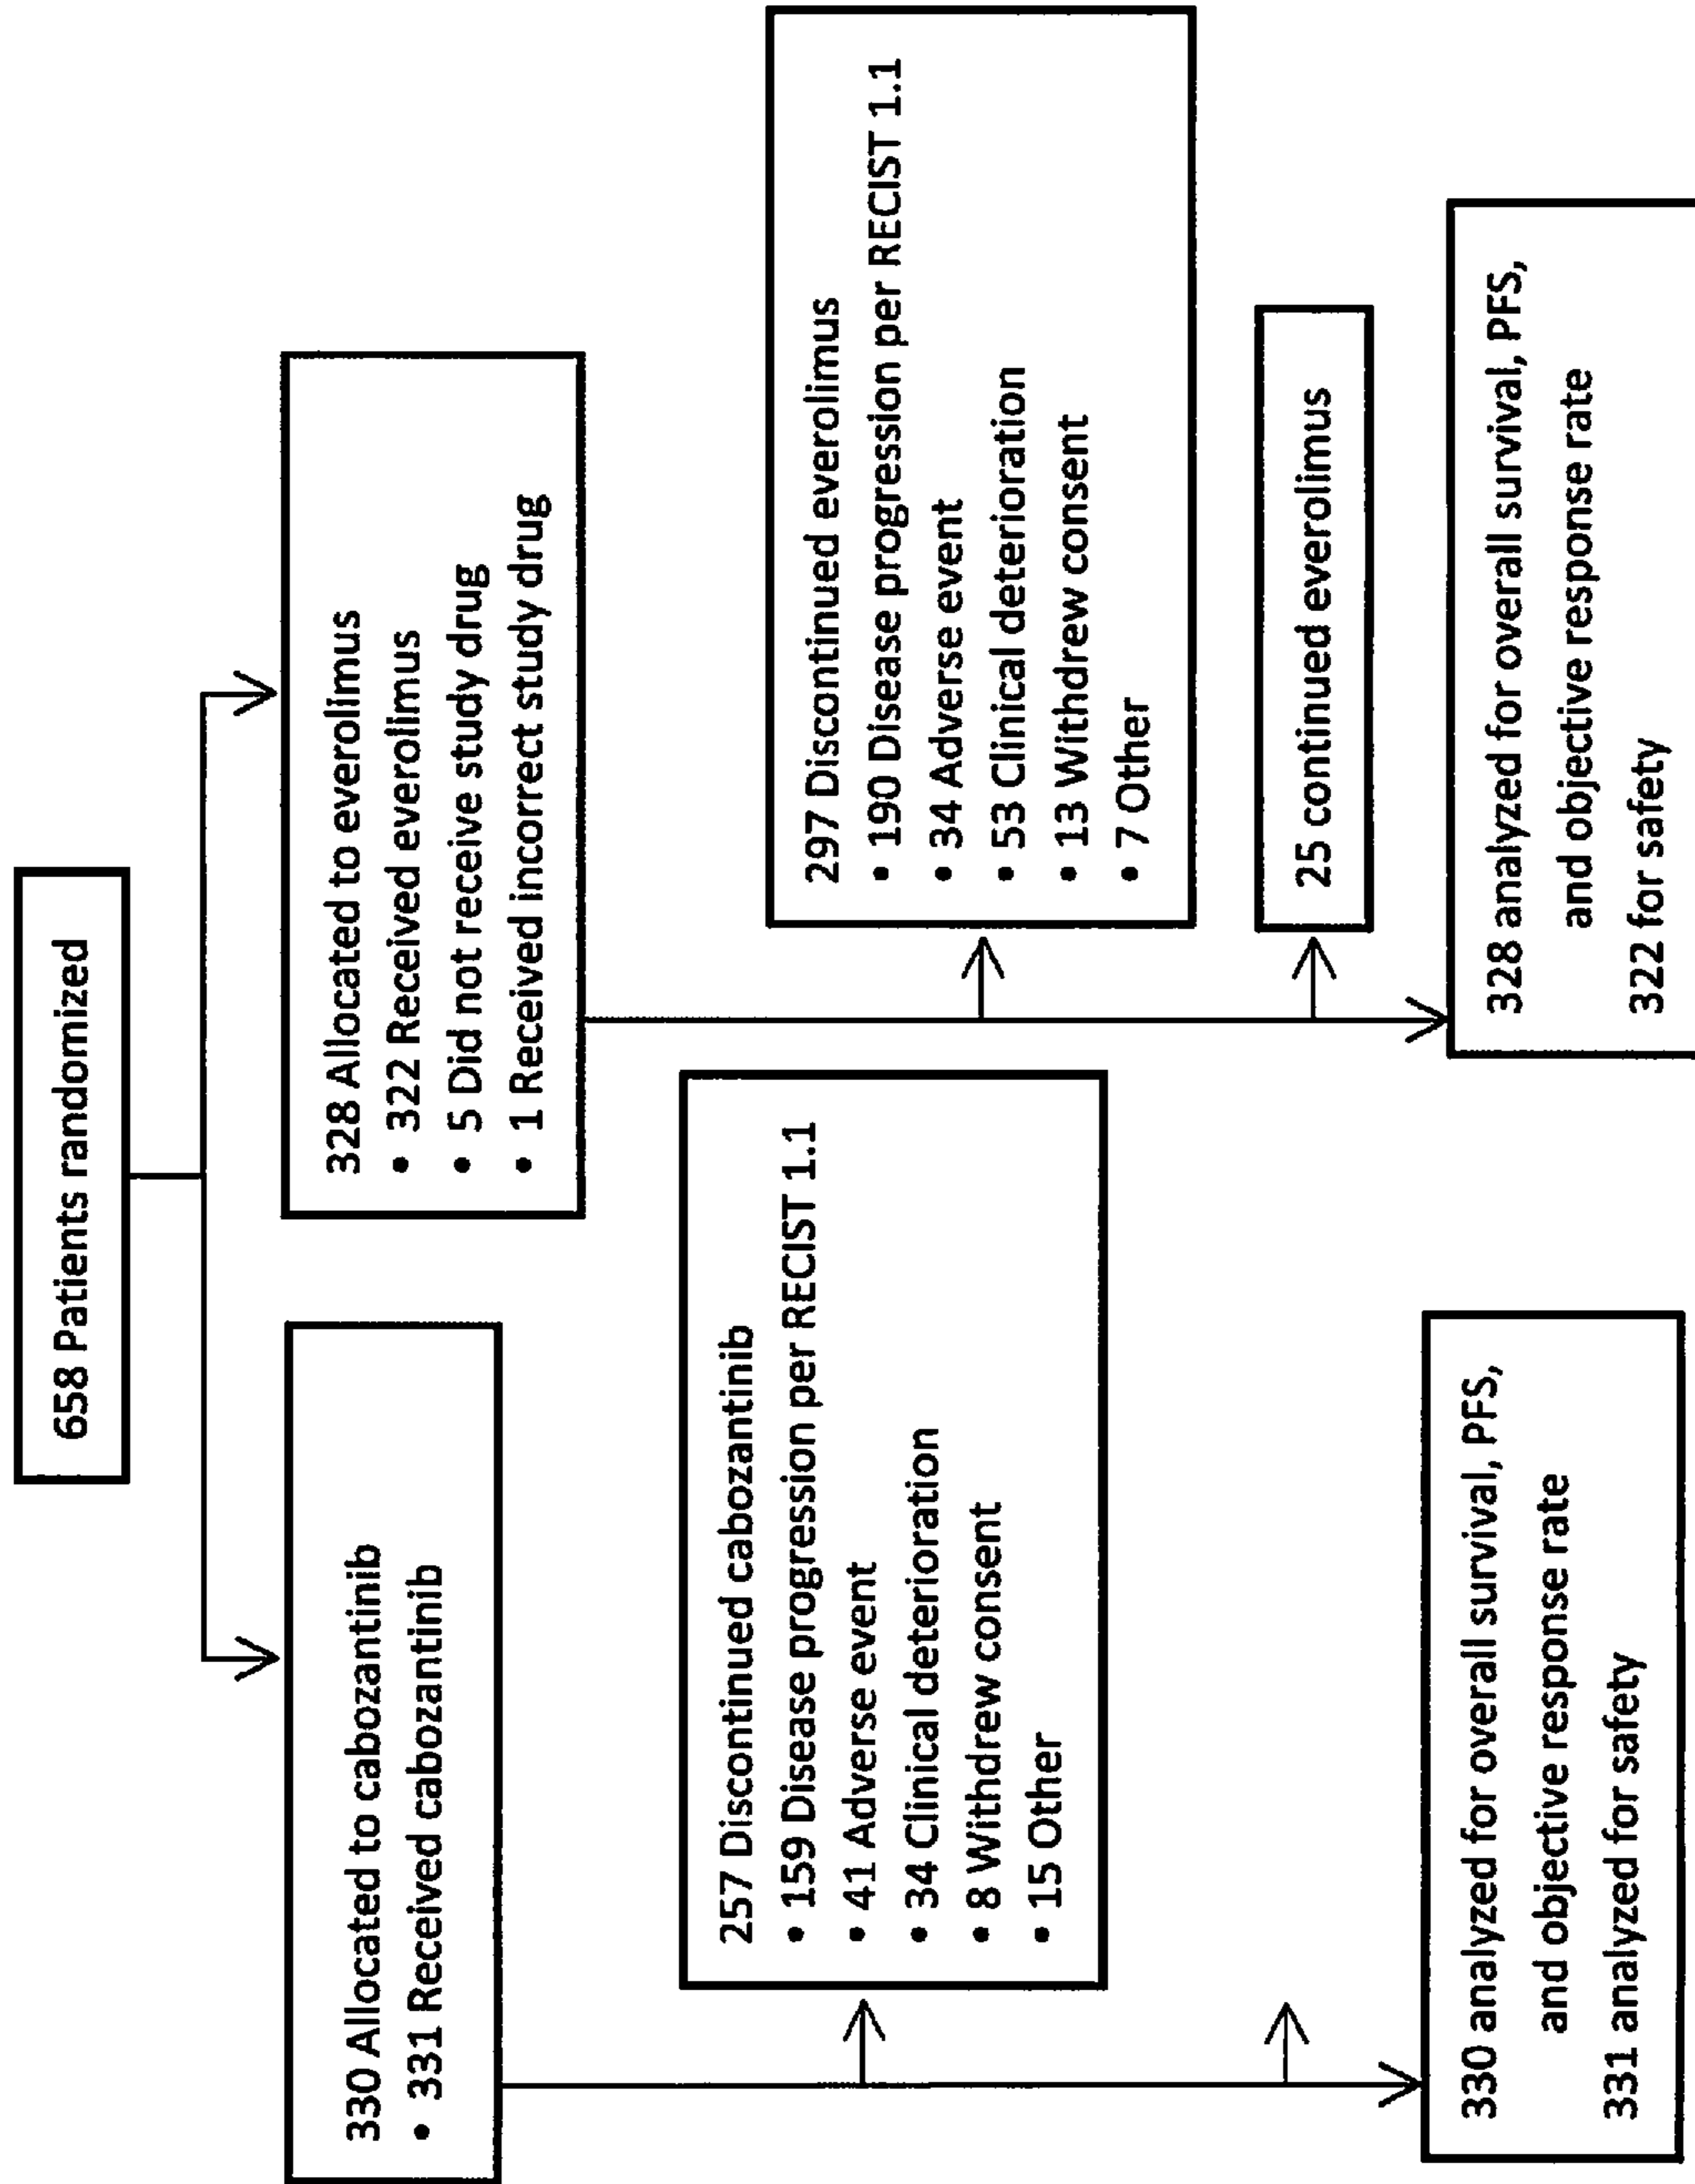 658 Patients randomized
330 Allocated to cabozantinib
• 331 Received cabozantinib
328 Allocated to everolimus
• 322 Received everolimus
• 5 Did not receive study drug
• 1 Received incorrect study drug
257 Discontinued cabozantinib
• 159 Disease progression per RECIST 1.1
• 41 Adverse event
• 34 Clinical deterioration
• 8 Withdrew consent
• 15 Other
297 Discontinued everolimus
• 190 Disease progression per RECIST 1.1
• 34 Adverse event
• 53 Clinical deterioration
• 13 Withdrew consent
• 7 Other
25 continued everolimus
330 analyzed for overall survival, PFS,
and objective response rate
331 analyzed for safety
328 analyzed for overall survival, PFS,
and objective response rate
322 for safety